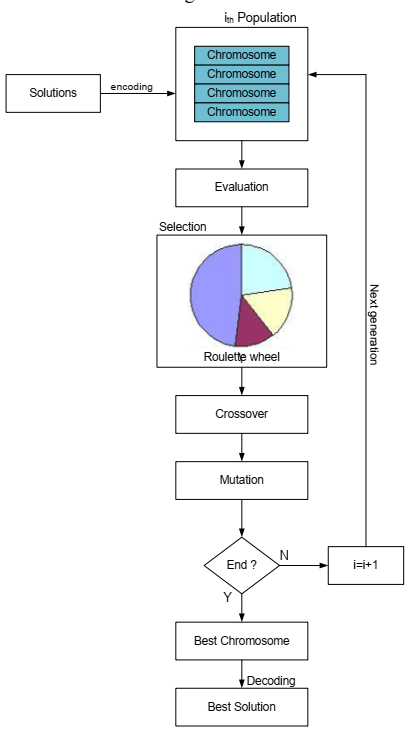 i_th Population
Chromosome
Chromosome
Chromosome
Chromosome
Solutions
encoding
Evaluation
Selection
Roulette wheel
Next generation
Crossover
Mutation
End ?
N
i=i+1
Y
Best Chromosome
Decoding
Best Solution